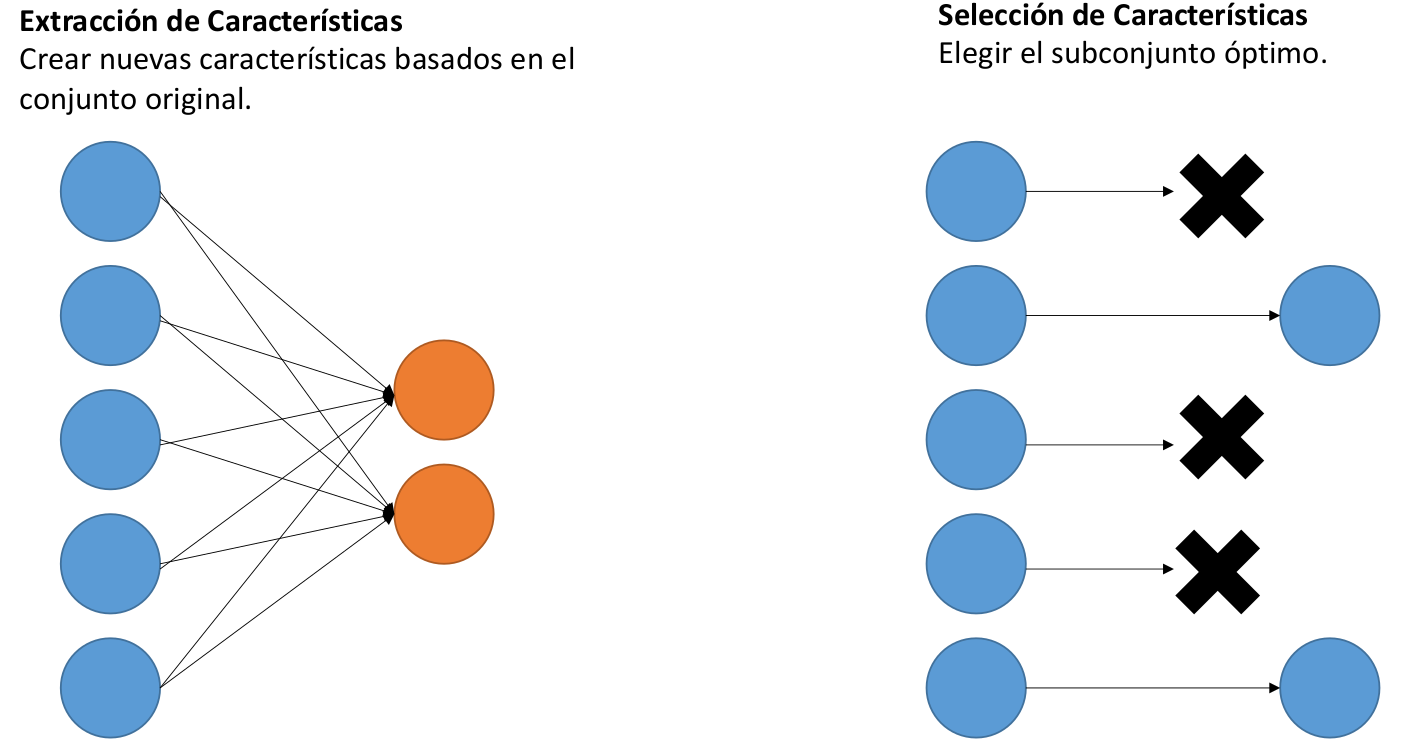 Extracción de Características
Crear nuevas características basados en el
conjunto original.
Selección de Características
Elegir el subconjunto óptimo.